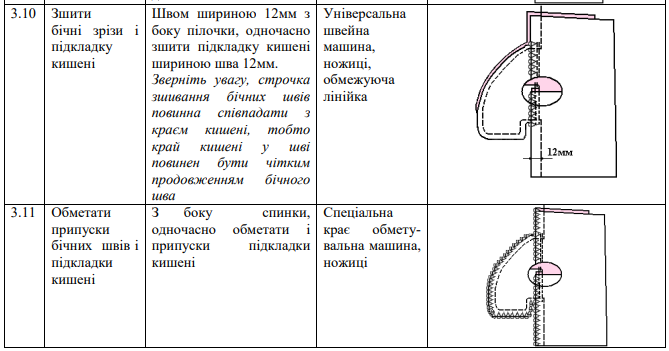 3.10
Зшити
бічні зрізи і
підкладку
кишені
Швом шириною 12мм з
боку пілочки, одночасно
зшити підкладку кишені
шириною шва 12мм.
Зверніть увагу, строчка
зшивання бічних швів
повинна співпадати з
краєм кишені, тобто
край кишені у шві
повинен бути чітким
продовженням бічного
шва
Універсальна
швейна
машина,
ножиці,
обмежуюча
лінійка
12мм
3.11
Обметати
припуски
бічних швів і
підкладки
кишені
З боку спинки,
одночасно обметати і
припуски підкладки
кишені
Спеціальна
крає обмету-
вальна машина,
ножиці